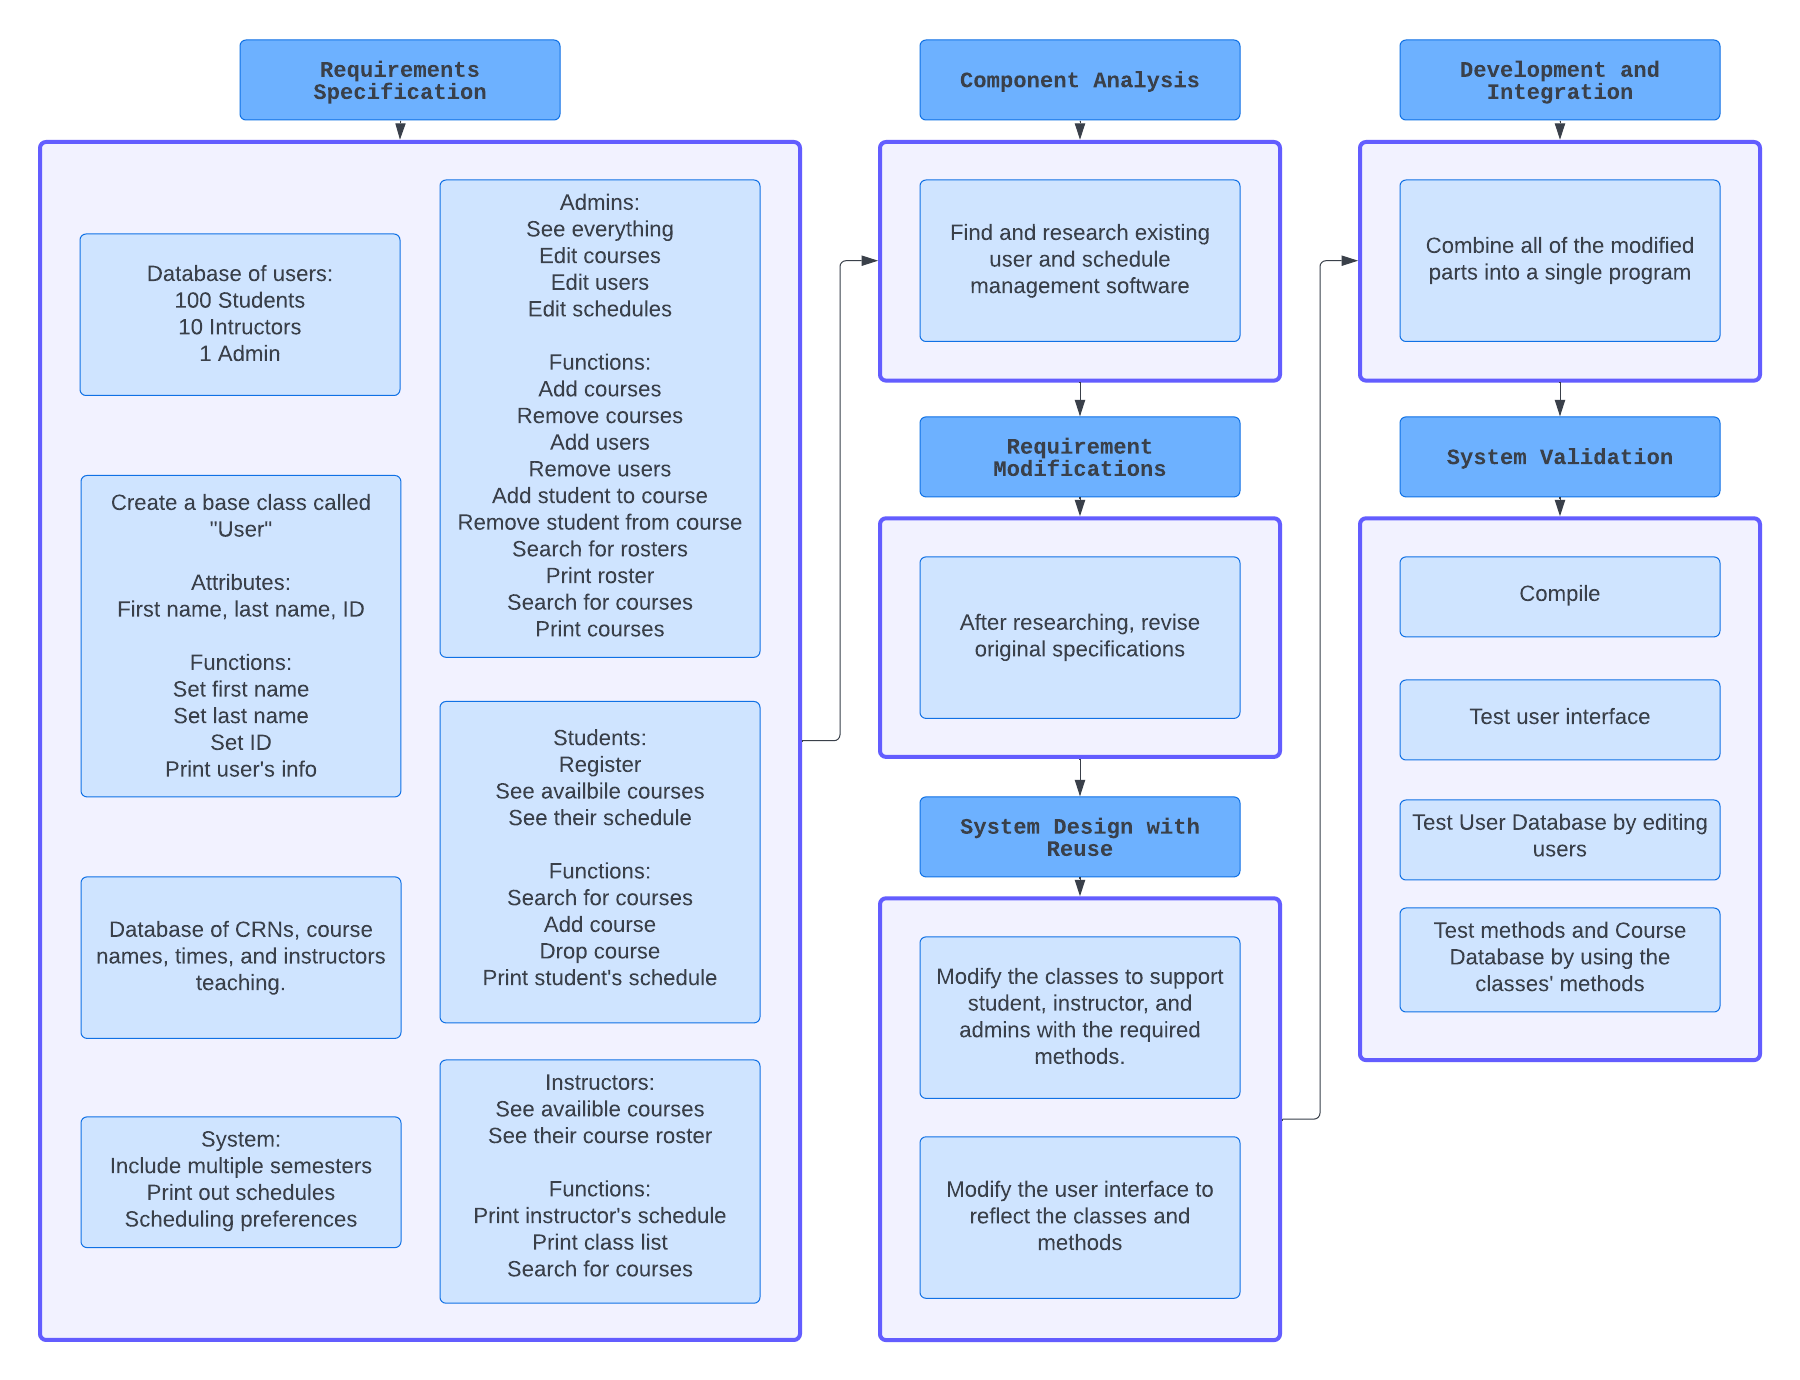 Requirements
Specification
Database of users:
100 Students
10 Intructors
1 Admin
Create a base class called
"User"
Attributes:
First name, last name, ID
Functions:
Set first name
Set last name
Set ID
Print user's info
Database of CRNs, course
names, times, and instructors
teaching.
System:
Include multiple semesters
Print out schedules
Scheduling preferences
Admins:
See everything
Edit courses
Edit users
Edit schedules
Functions:
Add courses
Remove courses
Add users
Remove users
Add student to course
Remove student from course
Search for rosters
Print roster
Search for courses
Print courses
Students:
Register
See availbile courses
See their schedule
Functions:
Search for courses
Add course
Drop course
Print student's schedule
Instructors:
See availible courses
See their course roster
Functions:
Print instructor's schedule
Print class list
Search for courses
Component Analysis
Find and research existing
user and schedule
management software
Requirement
Modifications
After researching, revise
original specifications
System Design with
Reuse
Modify the classes to support
student, instructor, and
admins with the required
methods.
Modify the user interface to
reflect the classes and
methods
Development and
Integration
Combine all of the modified
parts into a single program
System Validation
Compile
Test user interface
Test User Database by editing
users
Test methods and Course
Database by using the
classes' methods